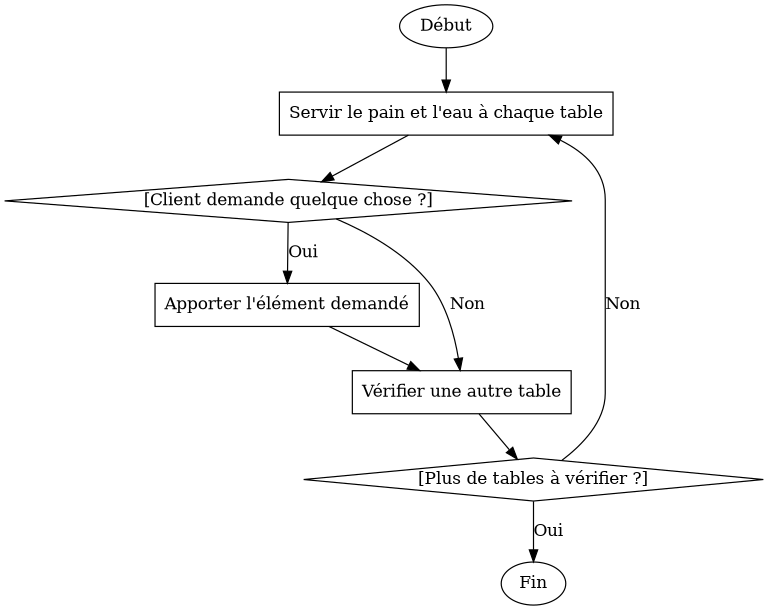 Début
Servir le pain et l'eau à chaque table
[Client demande quelque chose ?]
Oui
Apporter l'élément demandé
Non
Non
Vérifier une autre table
[Plus de tables à vérifier ?]
Oui
Fin